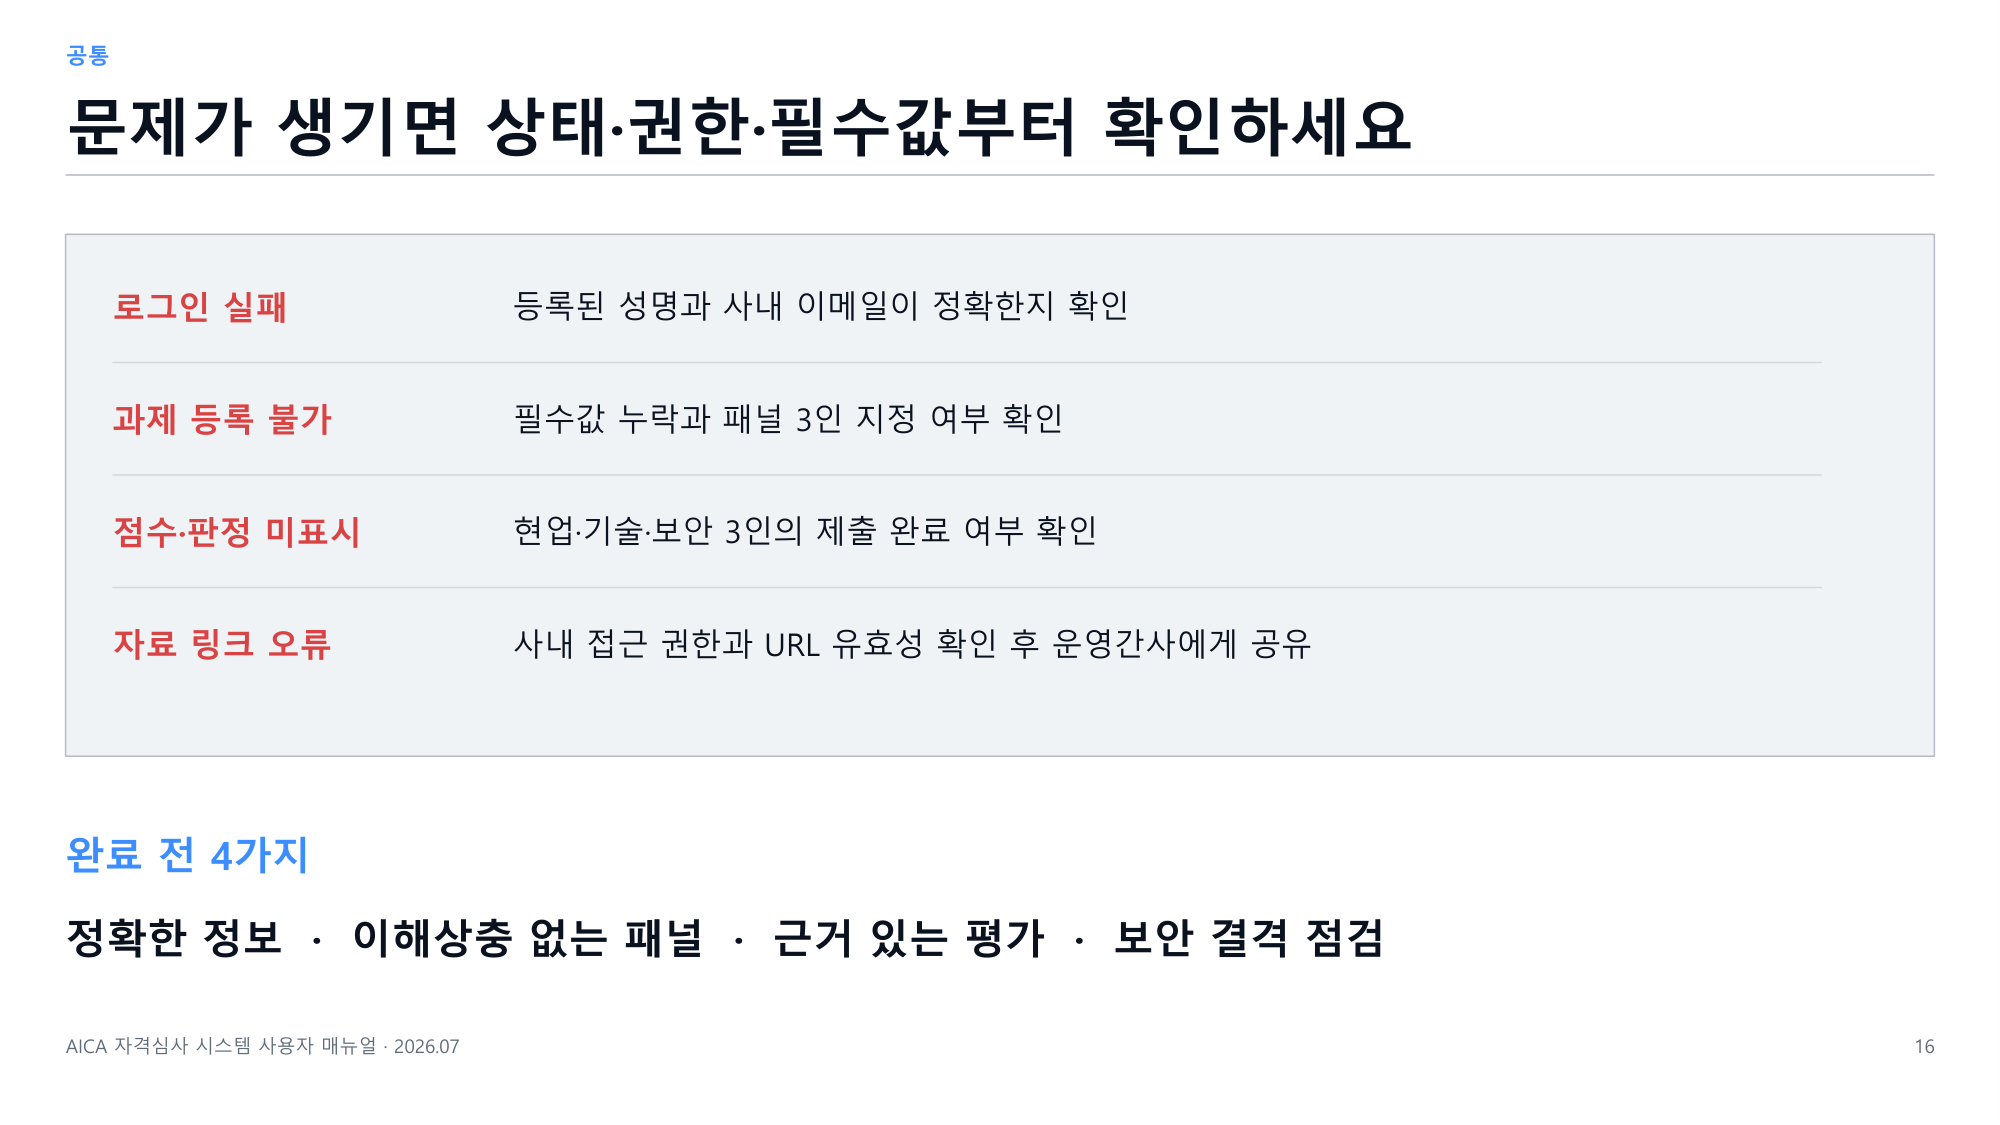 공통
문제가 생기면 상태·권한·필수값부터 확인하세요
로그인 실패 등록된 성명과 사내 이메일이 정확한지 확인
과제 등록 불가 필수값 누락과 패널 3인 지정 여부 확인
점수·판정 미표시 현업·기술·보안 3인의 제출 완료 여부 확인
자료 링크 오류 사내 접근 권한과 URL 유효성 확인 후 운영간사에게 공유
완료 전 4가지
정확한 정보 · 이해상충 없는 패널 · 근거 있는 평가 · 보안 결격 점검
AICA 자격심사 시스템 사용자 매뉴얼 · 2026.07 16